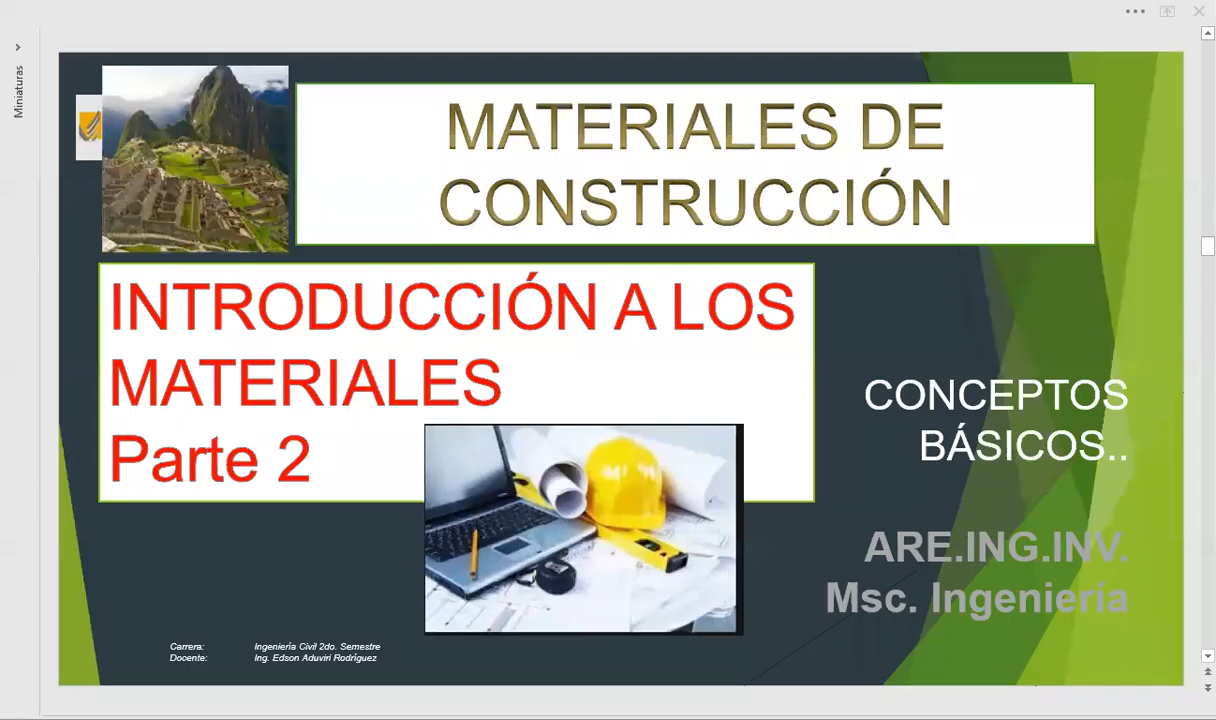 Miniaturas
MATERIALES DE
CONSTRUCCIÓN
INTRODUCCIÓN A LOS
MATERIALES
Parte 2
CONCEPTOS
BÁSICOS..
ARE.ING.INV.
Msc. Ingeniería
Carrera: Ingeniería Civil 2do. Semestre
Docente: Ing. Edson Aduviri Rodríguez